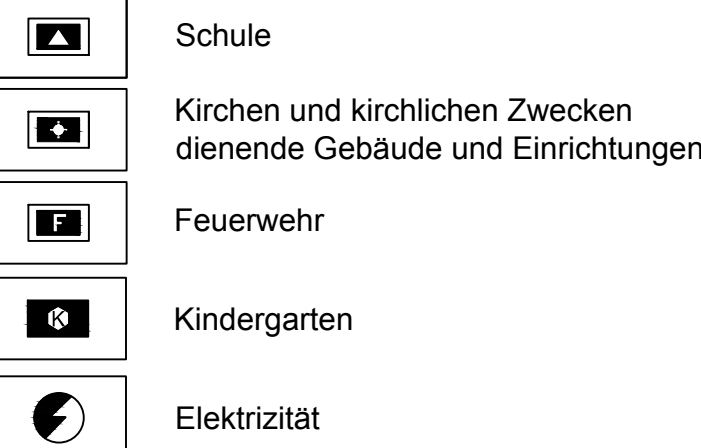 Schule
Kirchen und kirchlichen Zwecken
dienende Gebäude und Einrichtungen
F Feuerwehr
K Kindergarten
Elektrizität